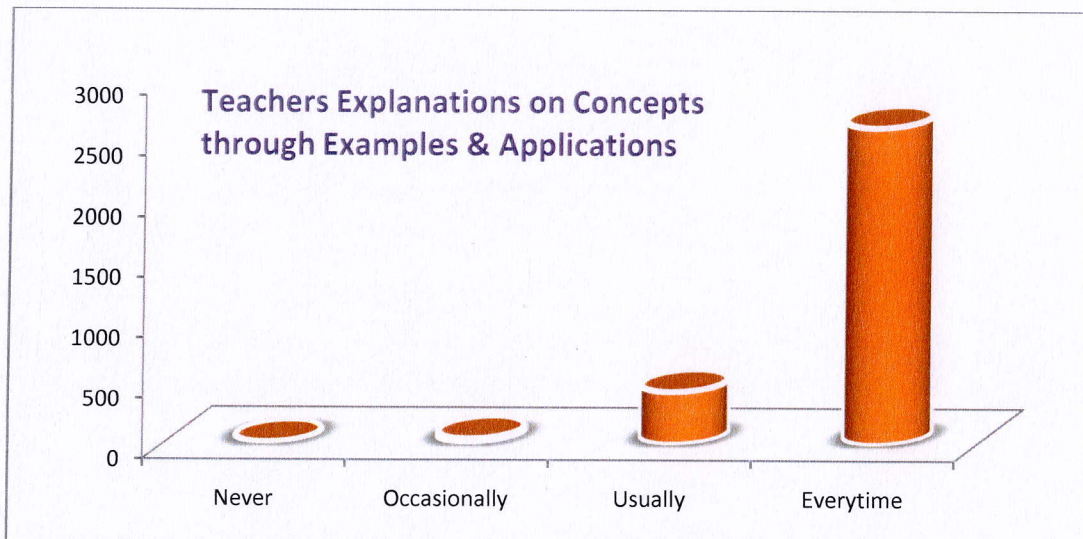 Teachers Explanations on Concepts
through Examples & Applications
3000
2500
2000
1500
1000
500
0
Never Occasionally Usually Everytime